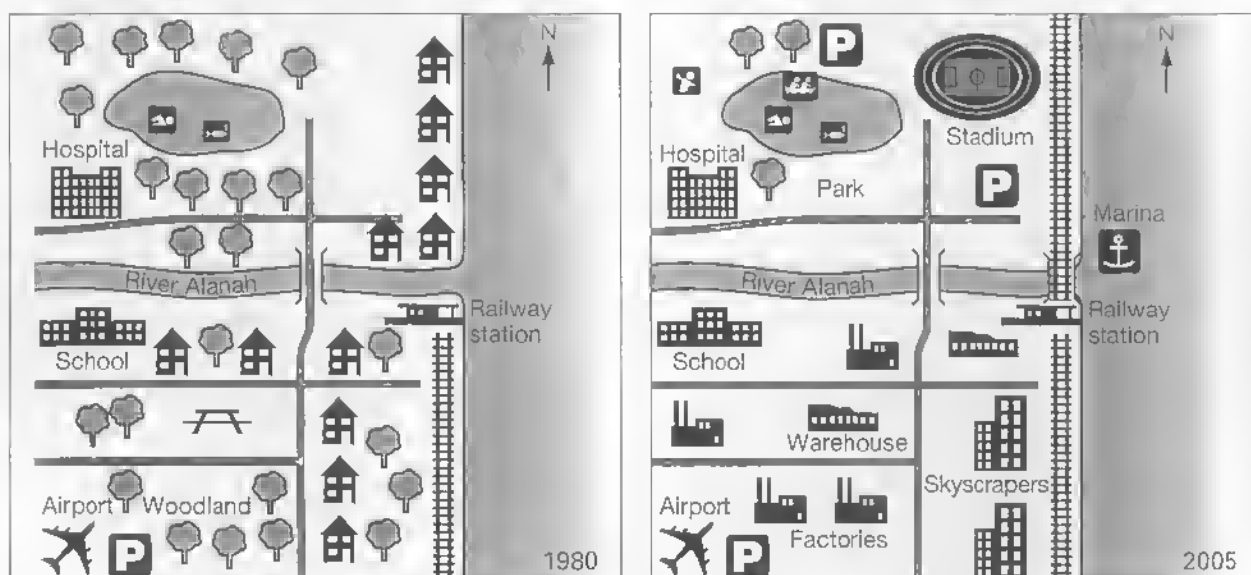 N
Hospital
River Alanah
Railway
station
School
Airport Woodland
P
1980
P
N
Stadium
Hospital
P
Park
Marina
River Alanah
Railway
station
School
Warehouse
Skyscrapers
Airport
Factories
P
2005